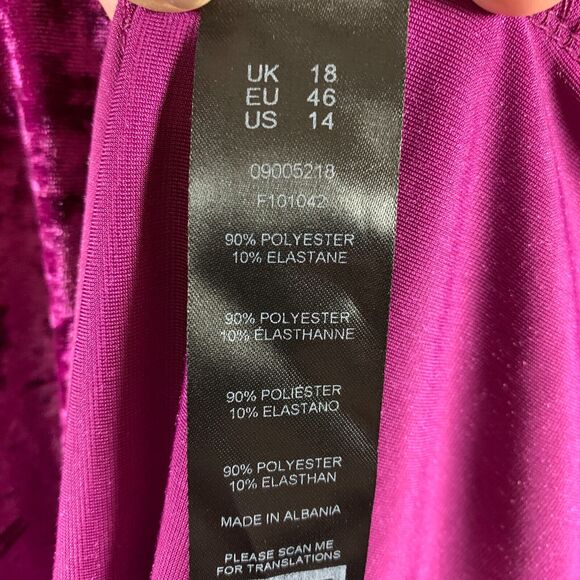 UK 18
EU 46
US 14
09005218
F101042
90% POLYESTER
10% ELASTANE
90% POLYESTER
10% ÉLASTHANNE
90% POLIÉSTER
10% ELASTANO
90% POLYESTER
10% ELASTHAN
MADE IN ALBANIA
PLEASE SCAN ME
FOR TRANSLATIONS